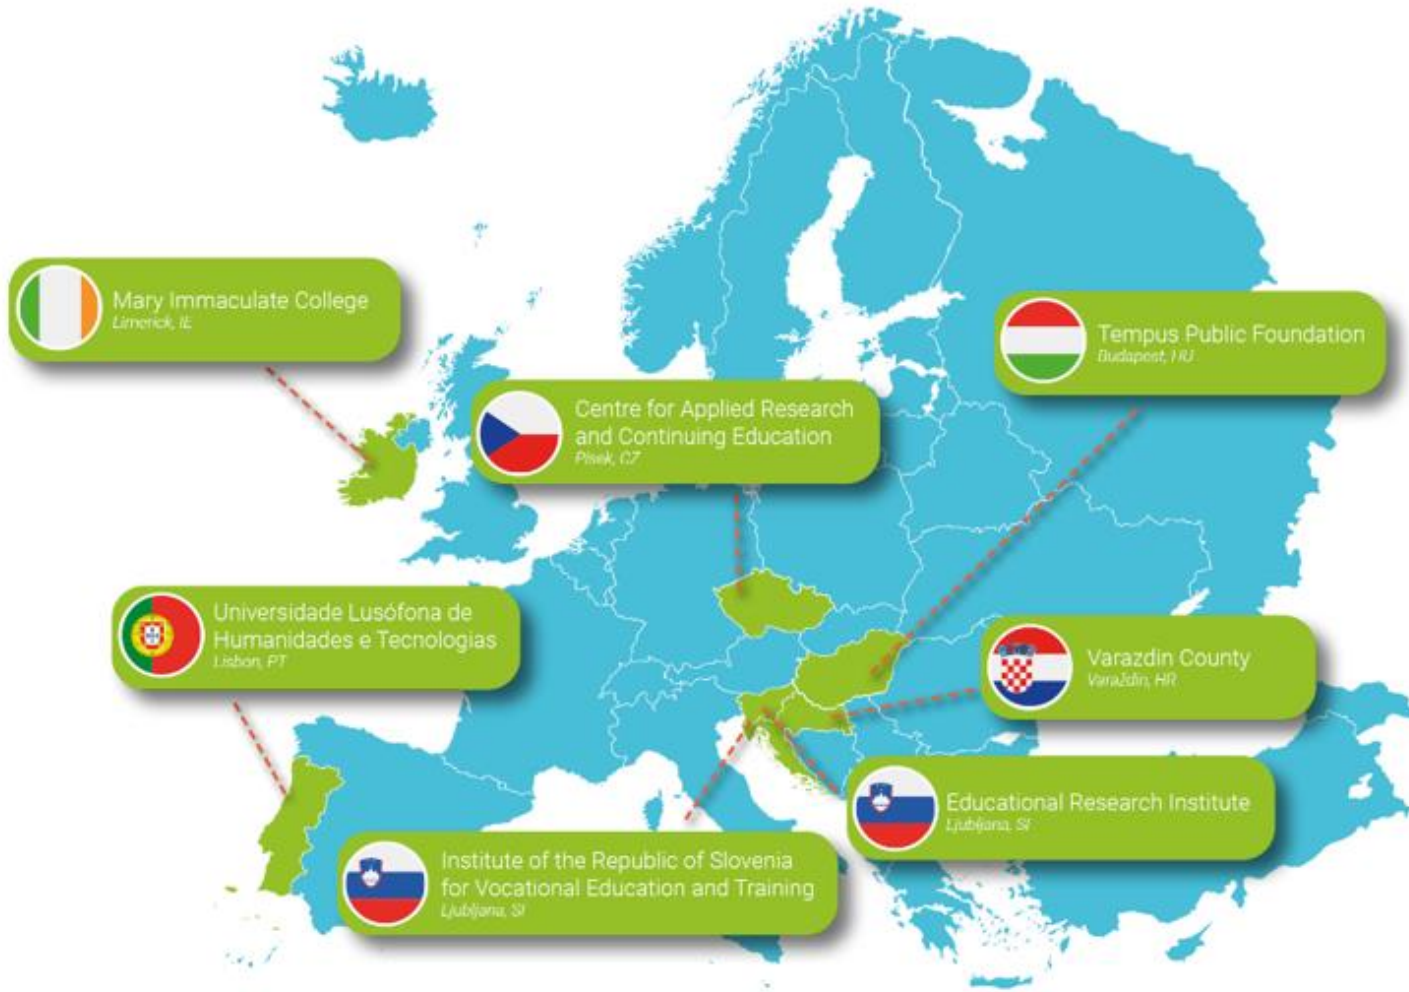 Mary Immaculate College
Limerick, IE
Tempus Public Foundation
Budapest, HU
Centre for Applied Research
and Continuing Education
Pisek, CZ
Universidade Lusófona de
Humanidades e Tecnologias
Lisbon, PT
Varazdin County
Varaždin, HR
Educational Research Institute
Ljubljana, SI
Institute of the Republic of Slovenia
for Vocational Education and Training
Ljubljana, SI